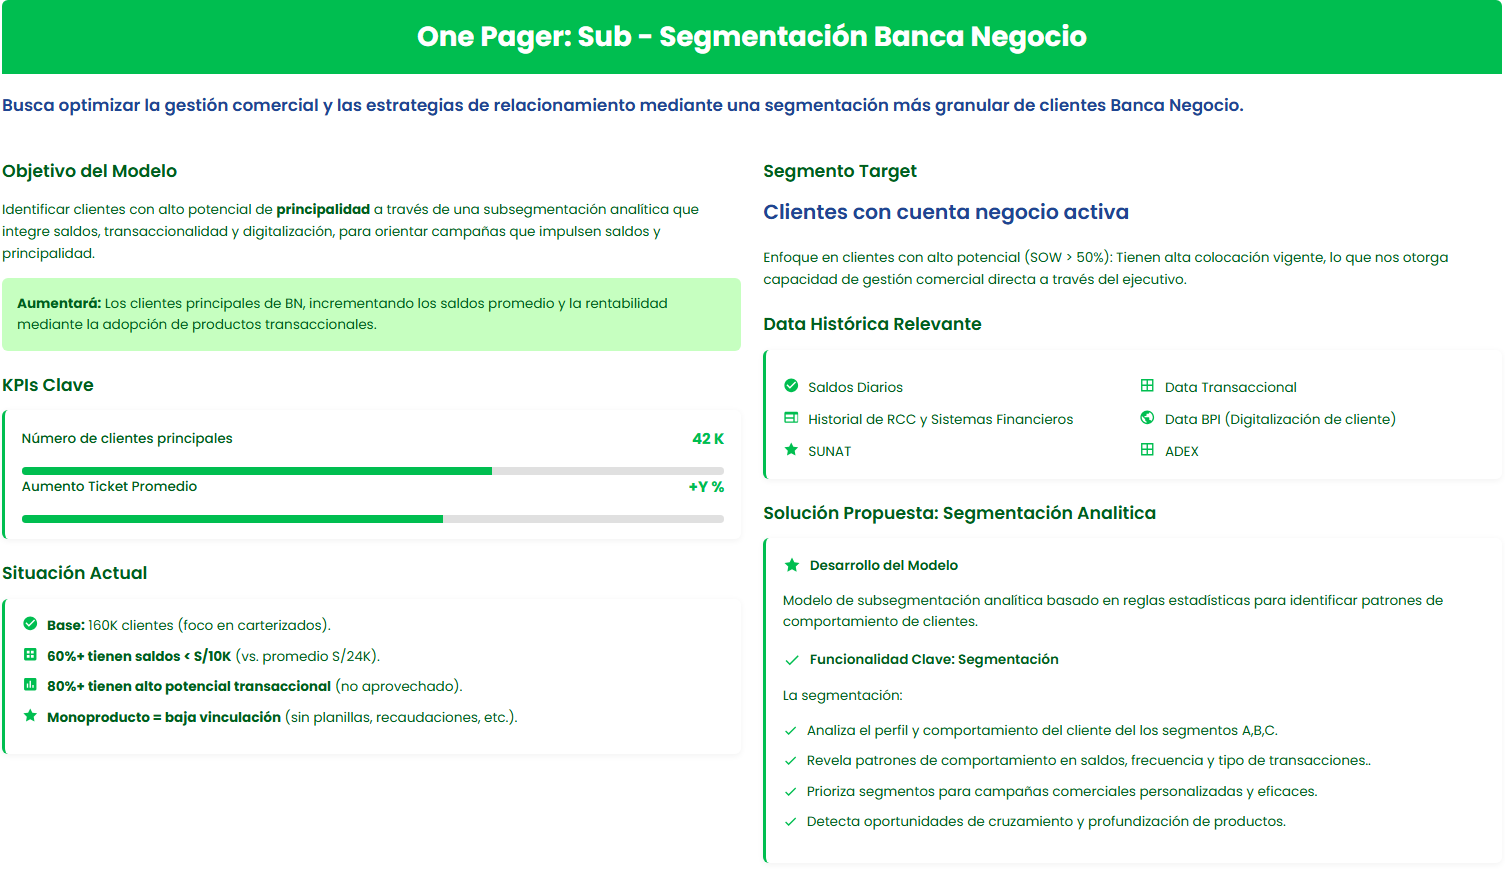 One Pager: Sub - Segmentación Banca Negocio
Busca optimizar la gestión comercial y las estrategias de relacionamiento mediante una segmentación más granular de clientes Banca Negocio.
Objetivo del Modelo
Identificar clientes con alto potencial de principalidad a través de una subsegmentación analítica que
integre saldos, transaccionalidad y digitalización, para orientar campañas que impulsen saldos y
principalidad.
Aumentará: Los clientes principales de BN, incrementando los saldos promedio y la rentabilidad
mediante la adopción de productos transaccionales.
KPIs Clave
Número de clientes principales 42 K
Aumento Ticket Promedio +Y %
Situación Actual
Base: 160K clientes (foco en carterizados).
60%+ tienen saldos < S/10K (vs. promedio S/24K).
80%+ tienen alto potencial transaccional (no aprovechado).
Monoproducto = baja vinculación (sin planillas, recaudaciones, etc.).
Segmento Target
Clientes con cuenta negocio activa
Enfoque en clientes con alto potencial (SOW > 50%): Tienen alta colocación vigente, lo que nos otorga
capacidad de gestión comercial directa a través del ejecutivo.
Data Histórica Relevante
Saldos Diarios
Data Transaccional
Historial de RCC y Sistemas Financieros
Data BPI (Digitalización de cliente)
SUNAT
ADEX
Solución Propuesta: Segmentación Analitica
Desarrollo del Modelo
Modelo de subsegmentación analítica basado en reglas estadísticas para identificar patrones de
comportamiento de clientes.
Funcionalidad Clave: Segmentación
La segmentación:
Analiza el perfil y comportamiento del cliente del los segmentos A,B,C.
Revela patrones de comportamiento en saldos, frecuencia y tipo de transacciones..
Prioriza segmentos para campañas comerciales personalizadas y eficaces.
Detecta oportunidades de cruzamiento y profundización de productos.